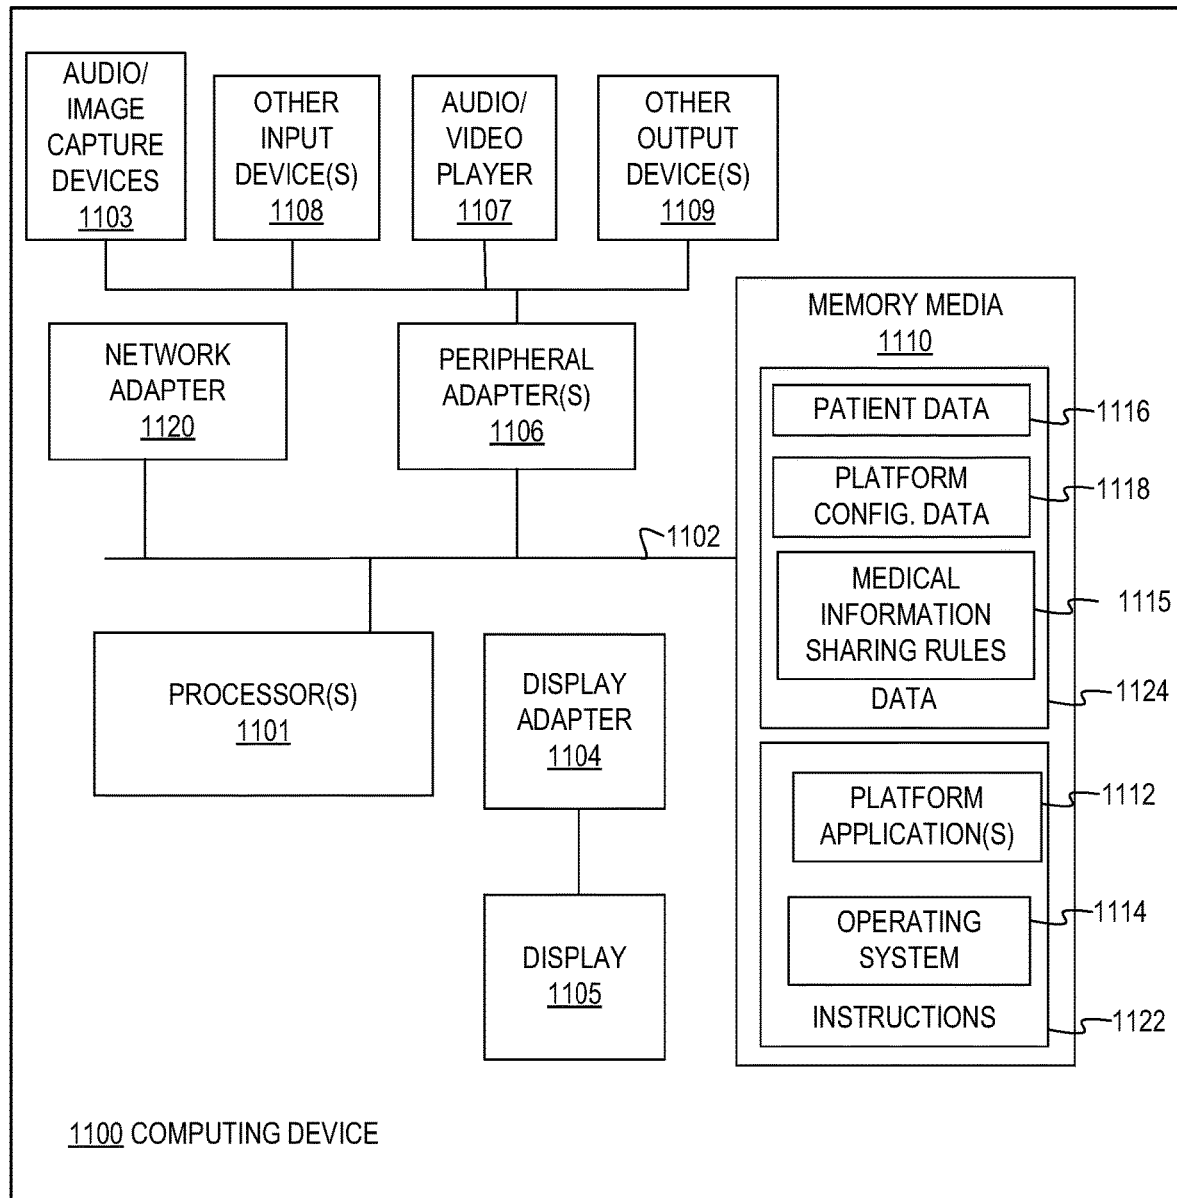 AUDIO/
IMAGE
CAPTURE
DEVICES
1103
OTHER
INPUT
DEVICE(S)
1108
AUDIO/
VIDEO
PLAYER
1107
OTHER
OUTPUT
DEVICE(S)
1109
NETWORK
ADAPTER
1120
PERIPHERAL
ADAPTER(S)
1106
MEMORY MEDIA
1110
PATIENT DATA
1116
PLATFORM
CONFIG. DATA
1118
1102
MEDICAL
INFORMATION
SHARING RULES
1115
DATA
1124
PROCESSOR(S)
1101
DISPLAY
ADAPTER
1104
PLATFORM
APPLICATION(S)
1112
OPERATING
SYSTEM
1114
INSTRUCTIONS
1122
DISPLAY
1105
1100 COMPUTING DEVICE